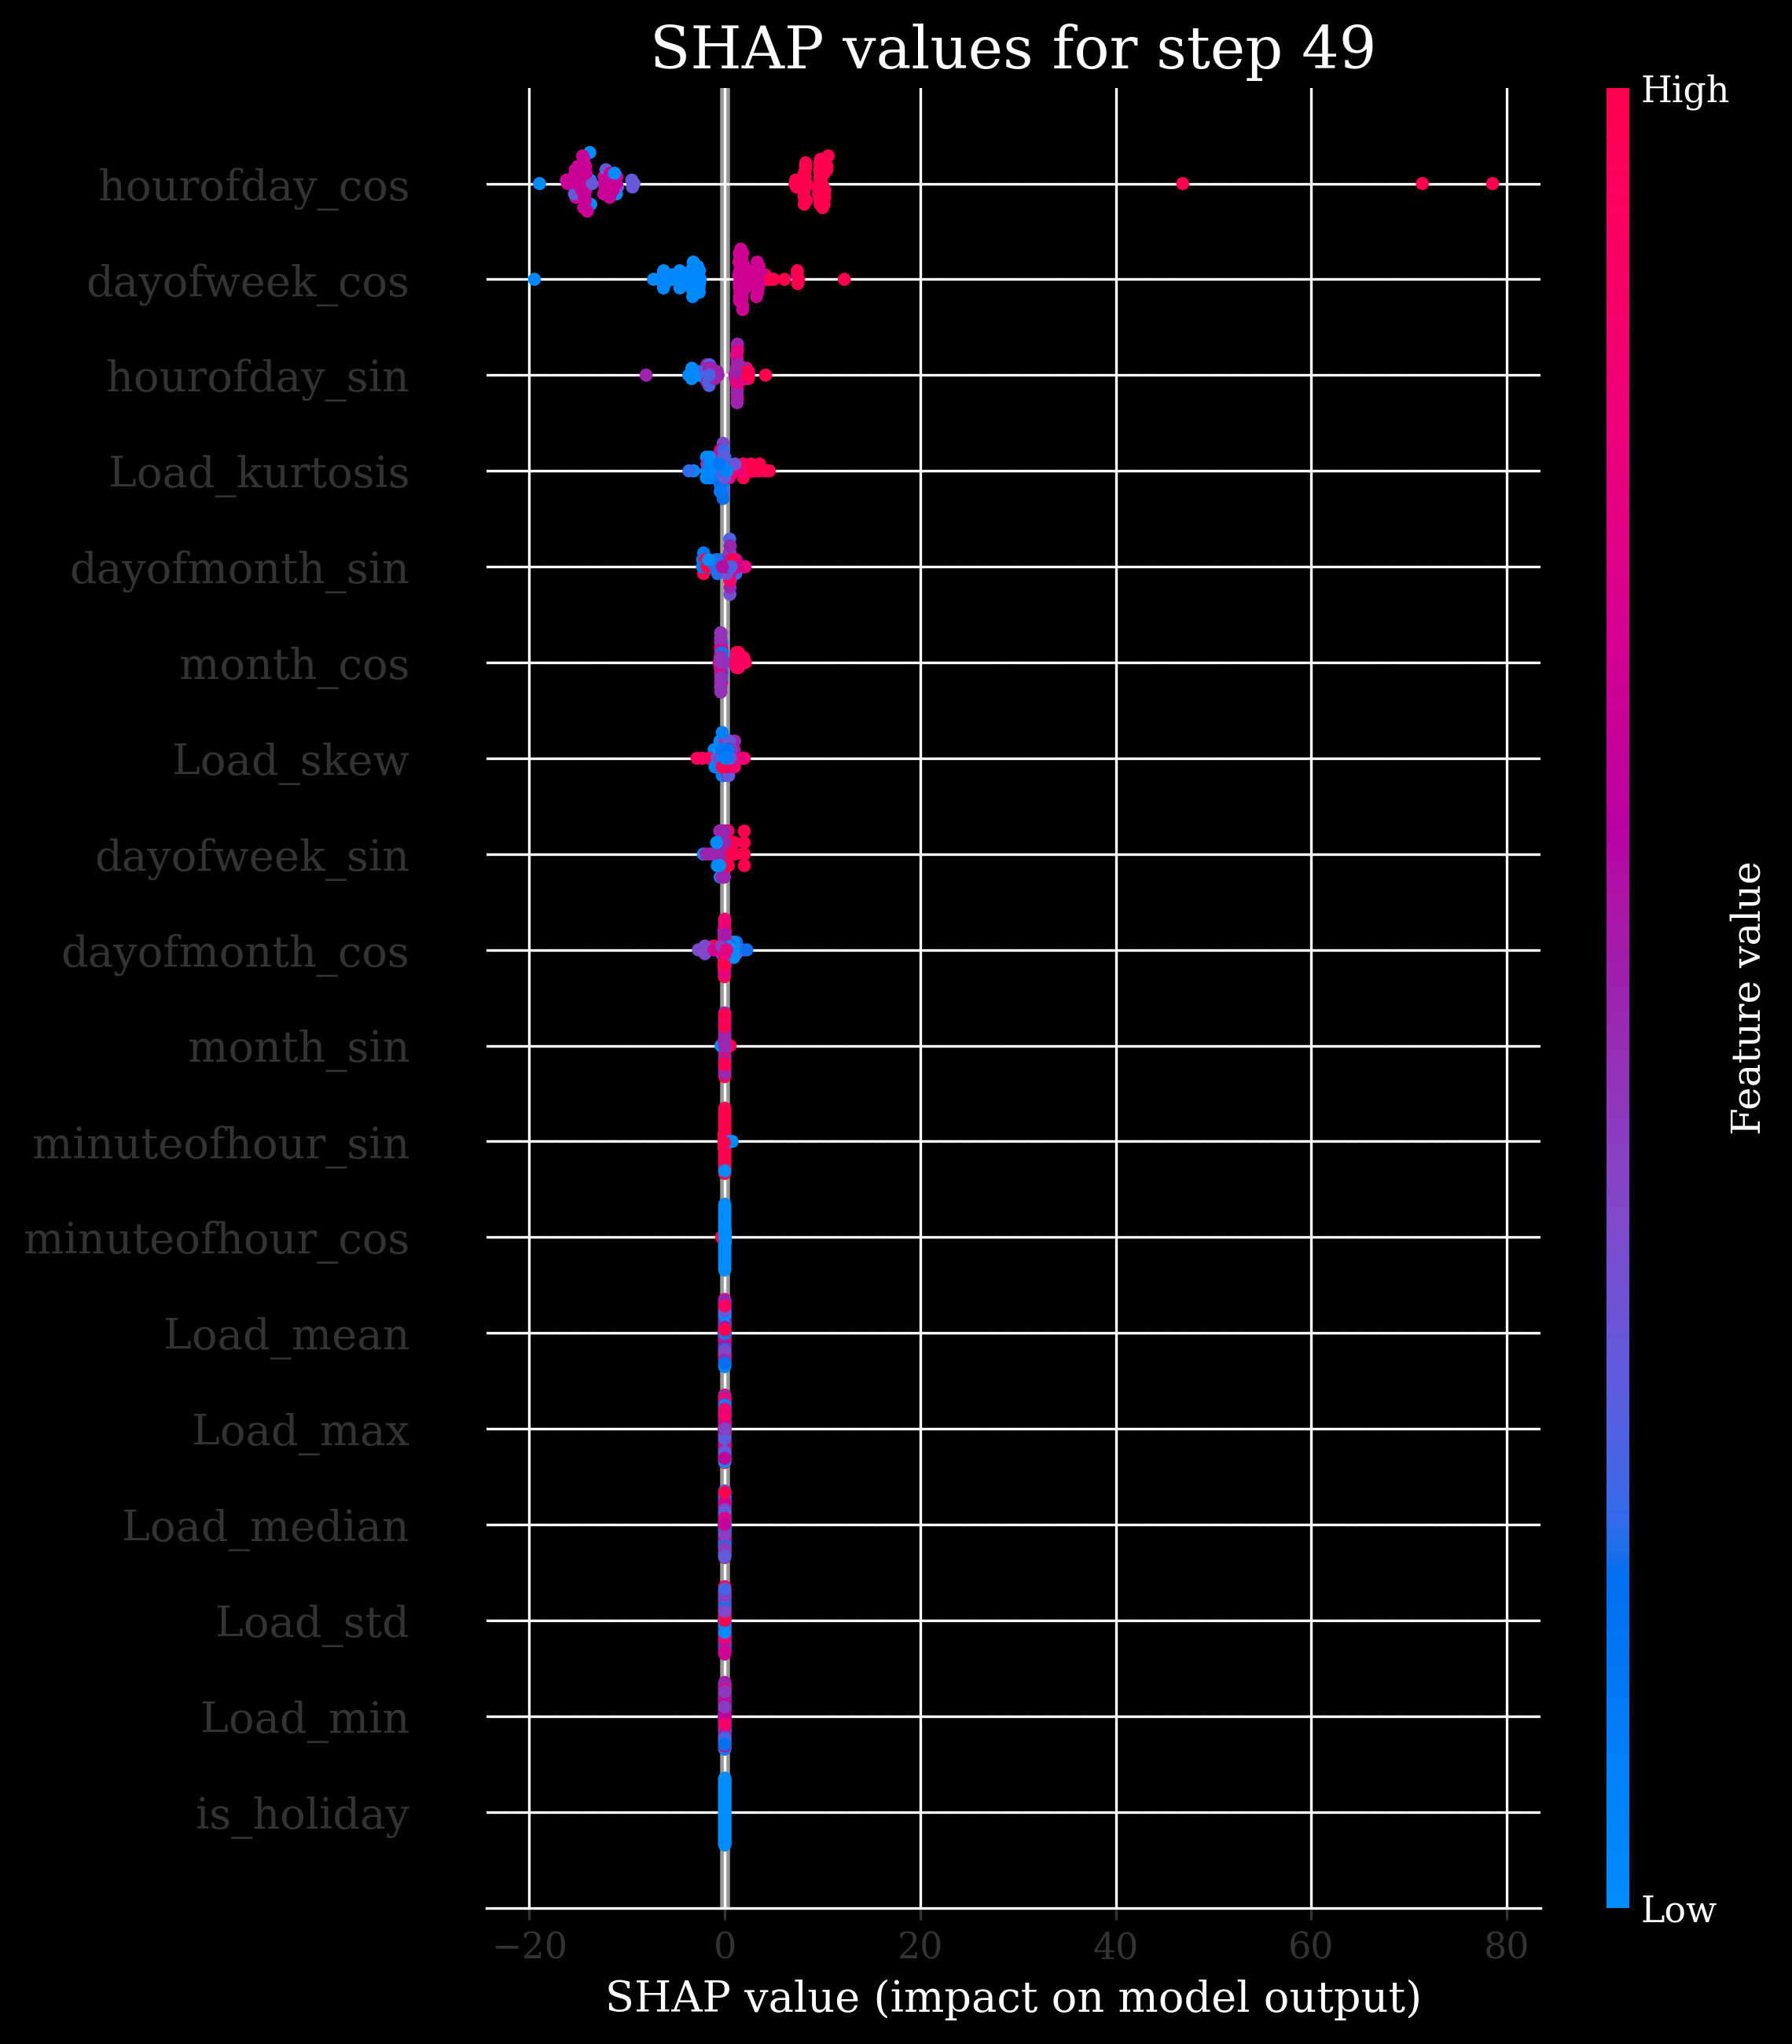 SHAP values for step 49
High
hourofday_cos
dayofweek_cos
hourofday_sin
Load_kurtosis
dayofmonth_sin
month_cos
Load_skew
dayofweek_sin
dayofmonth_cos
month_sin
minuteofhour_sin
minuteofhour_cos
Load_mean
Load_max
Load_median
Load_std
Load_min
is_holiday
Feature value
Low
−20 0 20 40 60 80
SHAP value (impact on model output)